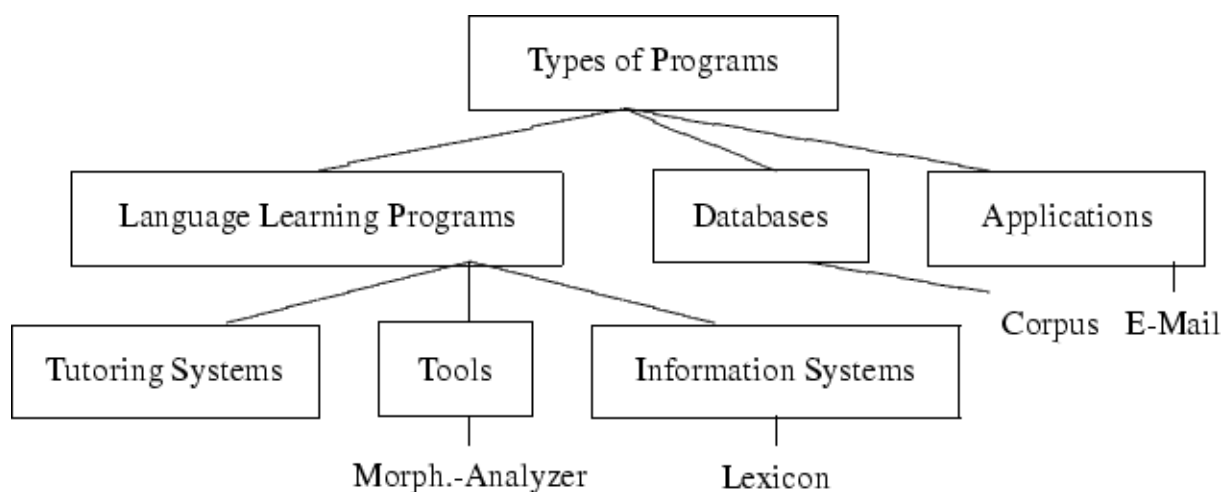 Types of Programs
Language Learning Programs
Databases
Applications
Corpus
E-Mail
Tutoring Systems
Tools
Information Systems
Morph.-Analyzer
Lexicon